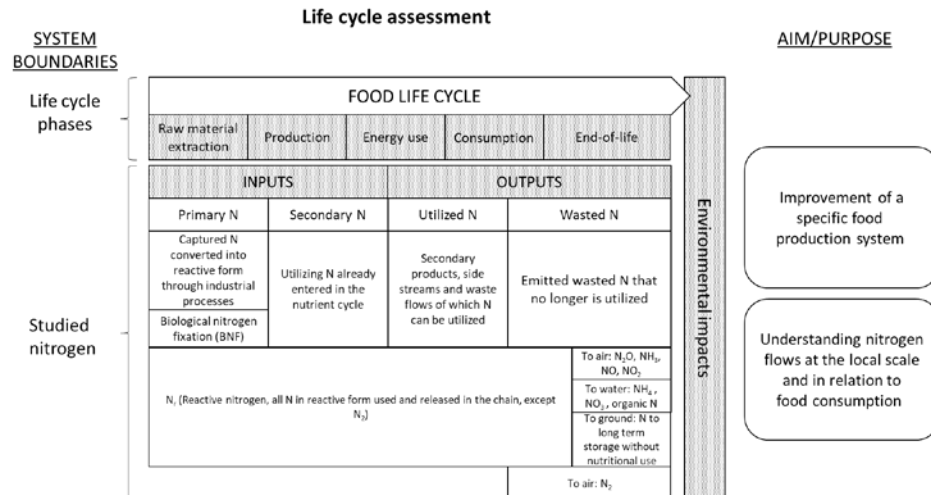 Life cycle assessment
SYSTEM
BOUNDARIES
AIM/PURPOSE
Life cycle
phases
FOOD LIFE CYCLE
Raw material
extraction
Production
Energy use
Consumption
End-of-life
INPUTS
OUTPUTS
Primary N
Secondary N
Utilized N
Wasted N
Captured N
converted into
reactive form
through industrial
processes
Biological nitrogen
fixation (BNF)
Utilizing N already
entered in the
nutrient cycle
Secondary
products, side
streams and waste
flows of which N
can be utilized
Emitted wasted N that
no longer is utilized
Studied
nitrogen
Nᵣ (Reactive nitrogen, all N in reactive form used and released in the chain, except
N₂)
To air: N₂O, NH₃,
NO, NO₂
To water: NH₄,
NO₂, organic N
To ground: N to
long term
storage without
nutritional use
To air: N₂
Environmental impacts
Improvement of a
specific food
production system
Understanding nitrogen
flows at the local scale
and in relation to
food consumption